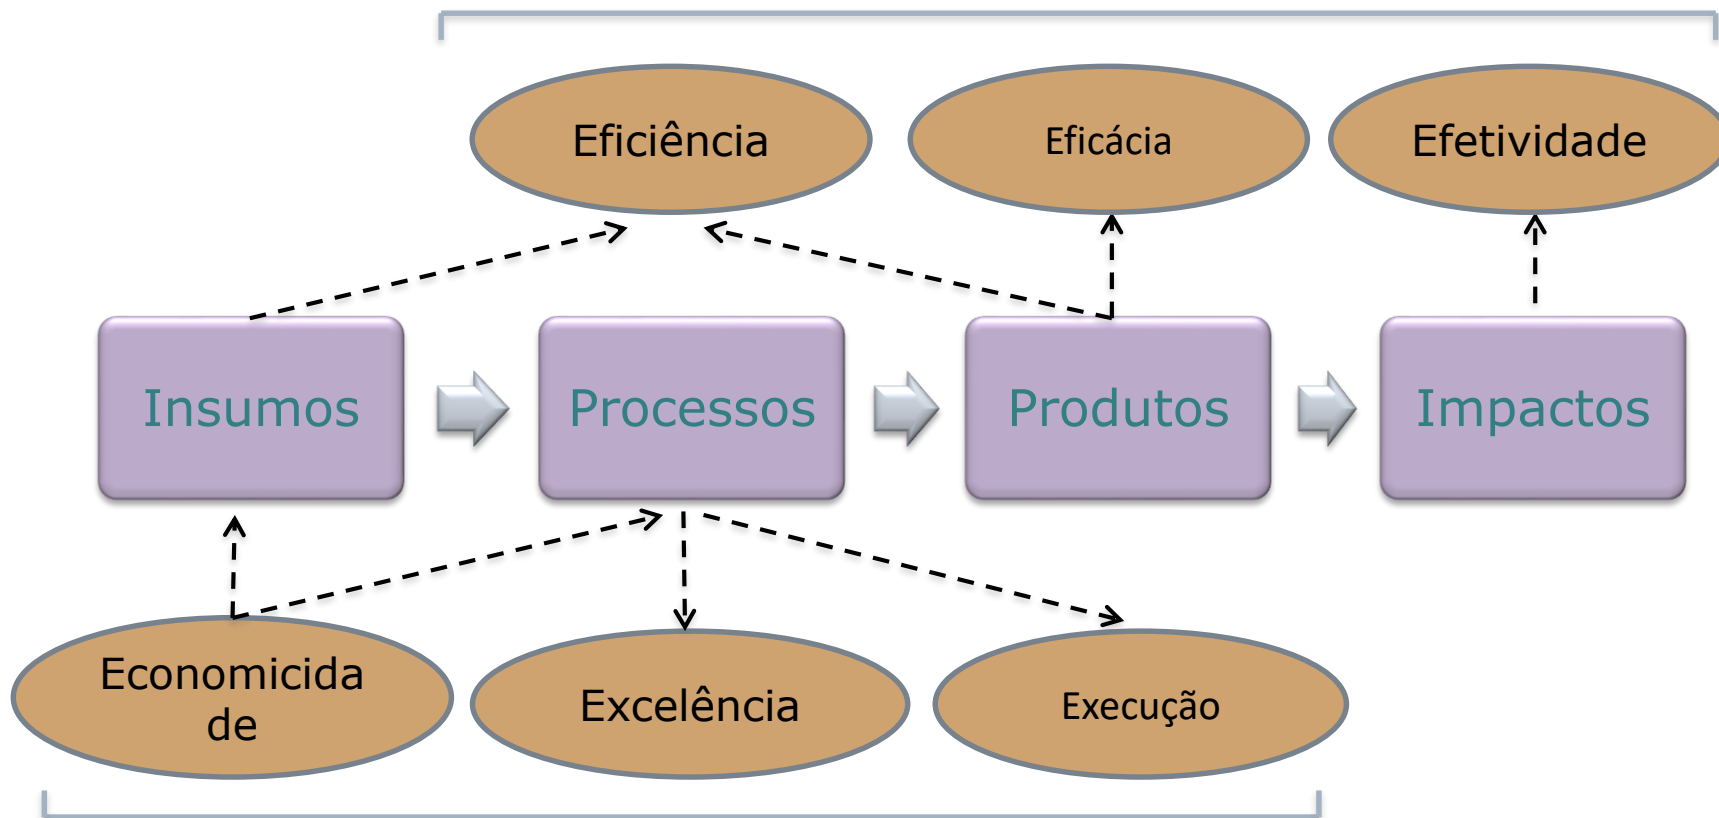 Eficiência
Eficácia
Efetividade
Insumos
Processos
Produtos
Impactos
Economicida
de
Excelência
Execução